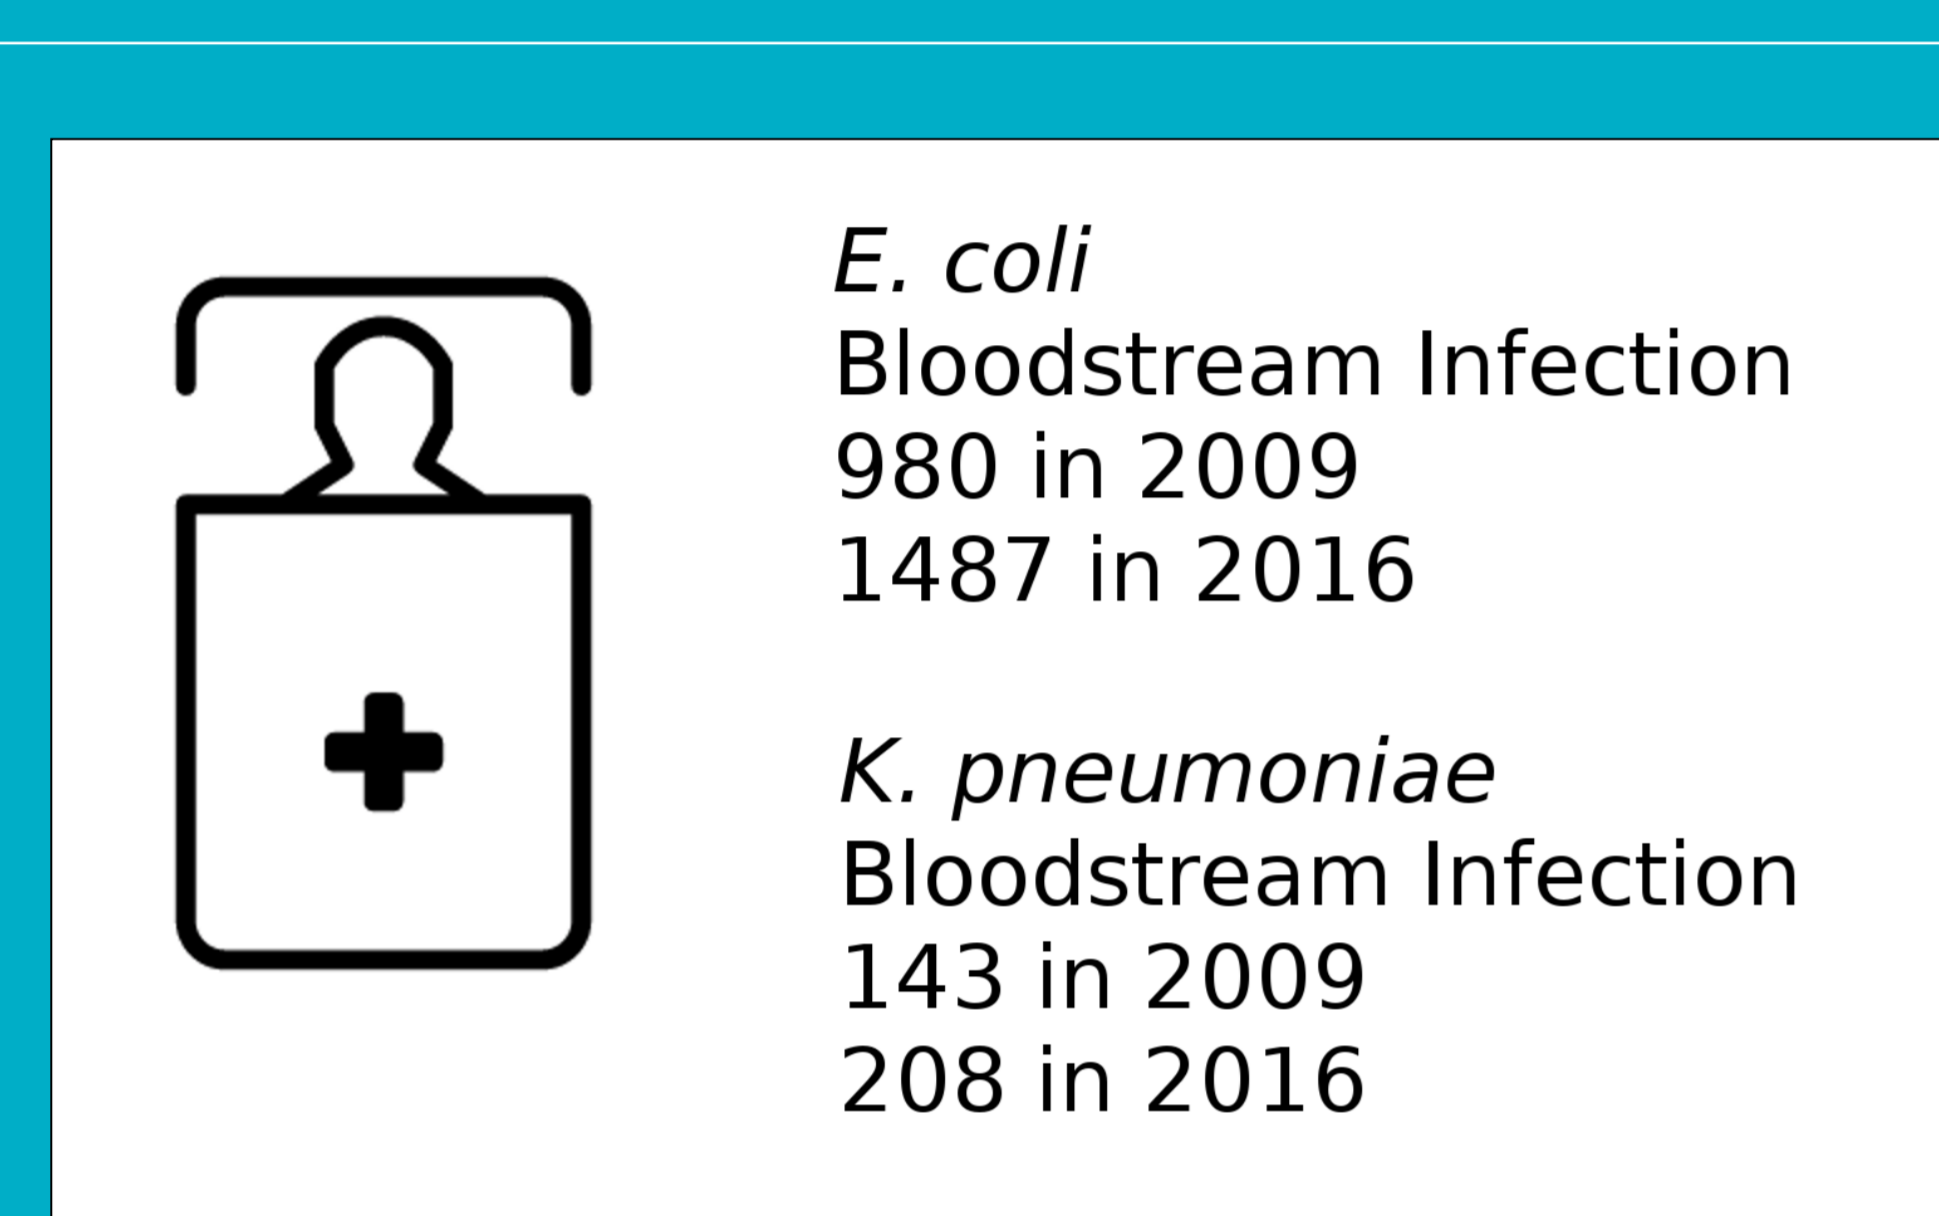 E. coli
Bloodstream Infection
980 in 2009
1487 in 2016
K. pneumoniae
Bloodstream Infection
143 in 2009
208 in 2016